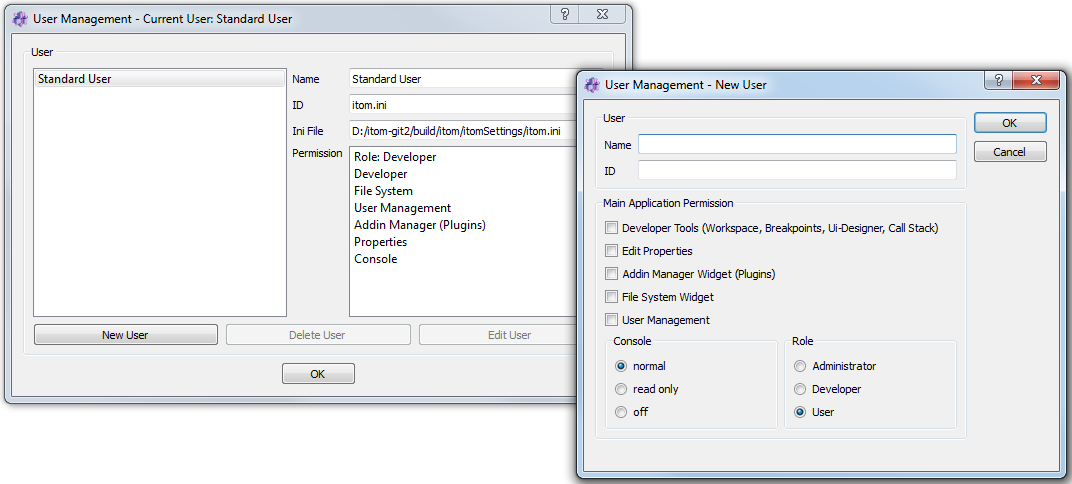 User Management - Current User: Standard User
User
Standard User
Name
Standard User
ID
itom.ini
Ini File
D:/itom-git2/build/itom/itomSettings/itom.ini
Permission
Role: Developer
Developer
File System
User Management
Addin Manager (Plugins)
Properties
Console
New User
Delete User
Edit User
OK
User Management - New User
User
Name
ID
OK
Cancel
Main Application Permission
Developer Tools (Workspace, Breakpoints, Ui-Designer, Call Stack)
Edit Properties
Addin Manager Widget (Plugins)
File System Widget
User Management
Console
normal
read only
off
Role
Administrator
Developer
User